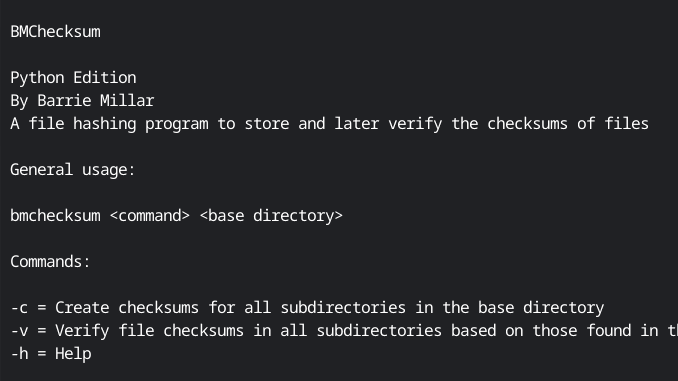 BMChecksum
Python Edition
By Barrie Millar
A file hashing program to store and later verify the checksums of files
General usage:
bmchecksum <command> <base directory>
Commands:
-c = Create checksums for all subdirectories in the base directory
-v = Verify file checksums in all subdirectories based on those found in
-h = Help